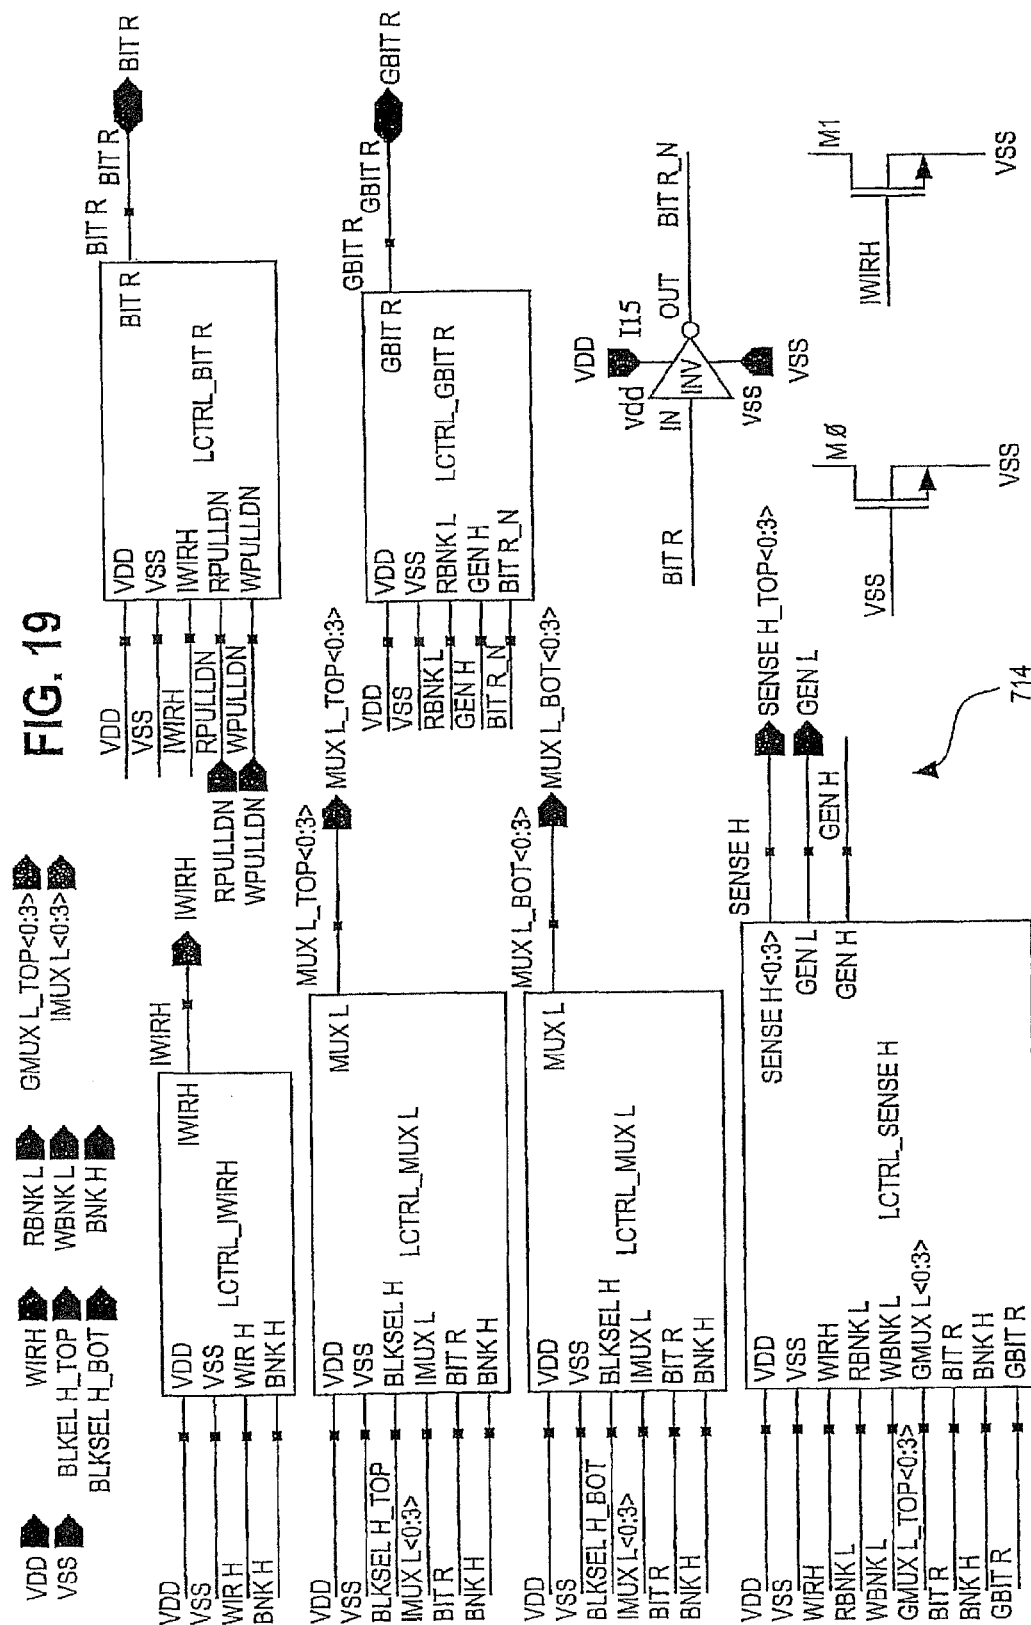 FIG. 19
VDD
VSS
WIRH
BLKEL H_TOP
BLKSEL H_BOT
RBNK L
WBNK L
BNK H
GMUX L_TOP<0:3>
IMUX L<0:3>
VDD
VSS
WIR H
BNK H
VDD
VSS
WIR H
BNK H
LCTRL_IWIRH
IWIRH
IWIRH
IWIRH
VDD
VSS
IWIRH
RPULLDN
WPULLDN
RPULLDN
WPULLDN
VDD
VSS
IWIRH
RPULLDN
WPULLDN
LCTRL_BIT R
BIT R
BIT R
BIT R
BIT R
VDD
VSS
BLKSEL H_TOP
IMUX L<0:3>
BIT R
BNK H
VDD
VSS
BLKSEL H
IMUX L
BIT R
BNK H
LCTRL_MUX L
MUX L
MUX L_TOP<0:3>
MUX L_TOP<0:3>
VDD
VSS
RBNK L
GEN H
BIT R_N
VDD
VSS
RBNK L
GEN H
BIT R_N
LCTRL_GBIT R
GBIT R
GBIT R
GBIT R
GBIT R
VDD
VSS
BLKSEL H_BOT
IMUX L<0:3>
BIT R
BNK H
VDD
VSS
BLKSEL H
IMUX L
BIT R
BNK H
LCTRL_MUX L
MUX L
MUX L_BOT<0:3>
MUX L_BOT<0:3>
BIT R
IN
VDD
vdd
I15
INV
OUT
BIT R_N
vss
VSS
VDD
VSS
WIRH
RBNK L
WBNK L
GMUX L_TOP<0:3>
BIT R
BNK H
GBIT R
VDD
VSS
WIRH
RBNK L
WBNK L
GMUX L<0:3>
BIT R
BNK H
GBIT R
LCTRL_SENSE H
SENSE H<0:3>
GEN L
GEN H
SENSE H
SENSE H_TOP<0:3>
GEN L
GEN H
714
VSS
MØ
VSS
IWIRH
M1
VSS